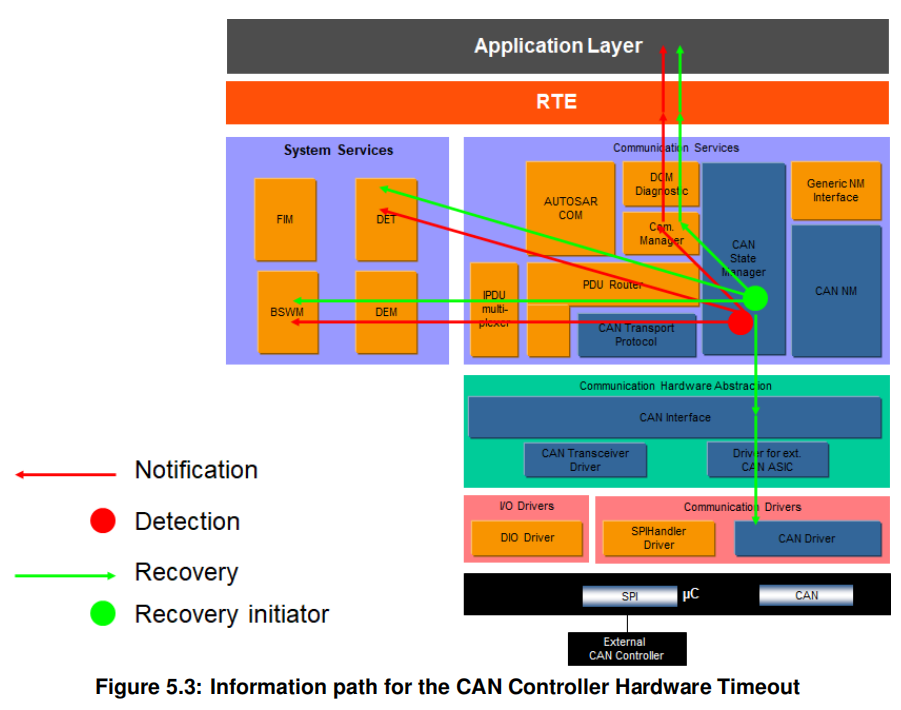 Application Layer
RTE
System Services
FIM
DET
BSWM
DEM
Communication Services
AUTOSAR
COM
DCM
Diagnostic
Com.
Manager
CAN
State
Manager
Generic NM
Interface
IPDU
multi-
plexer
PDU Router
CAN Transport
Protocol
CAN NM
Communication Hardware Abstraction
CAN Interface
CAN Transceiver
Driver
Driver for ext.
CAN ASIC
I/O Drivers
DIO Driver
Communication Drivers
SPIHandler
Driver
CAN Driver
SPI
µC
CAN
External
CAN Controller
Notification
Detection
Recovery
Recovery initiator
Figure 5.3: Information path for the CAN Controller Hardware Timeout